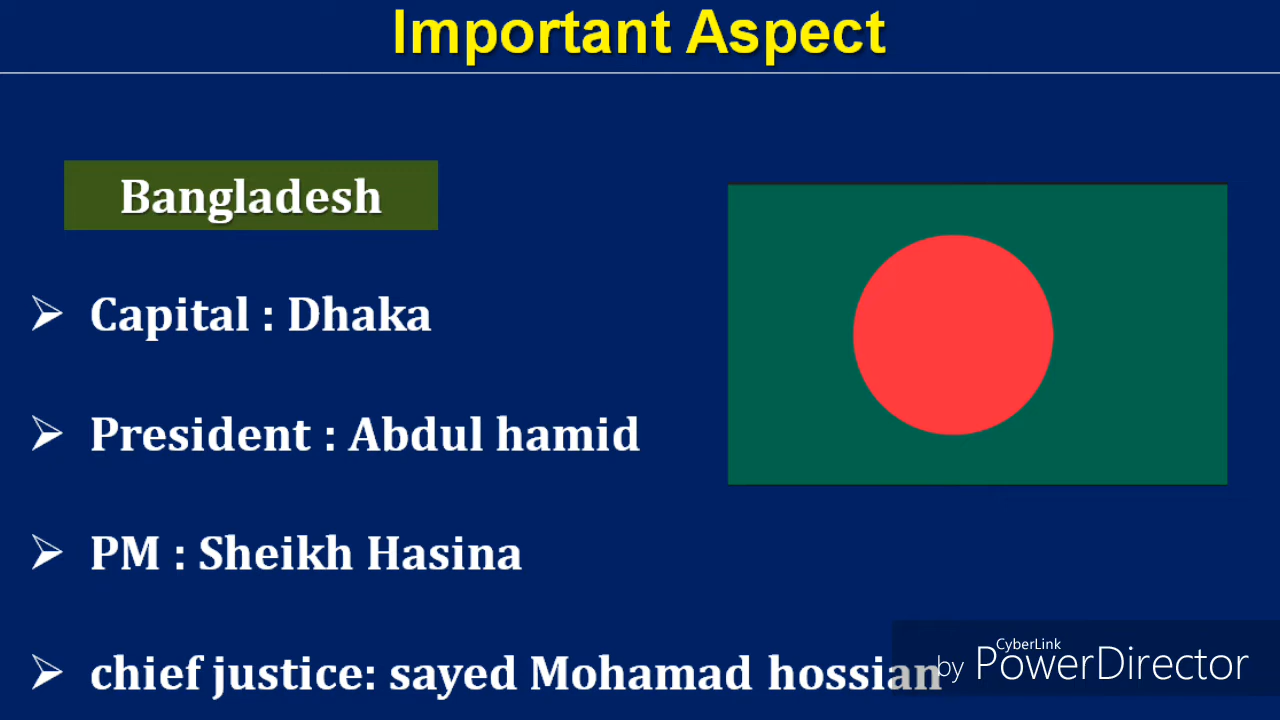 Important Aspect
Bangladesh
Capital : Dhaka
President : Abdul hamid
PM : Sheikh Hasina
chief justice: sayed Mohamad hossian
CyberLink
by PowerDirector